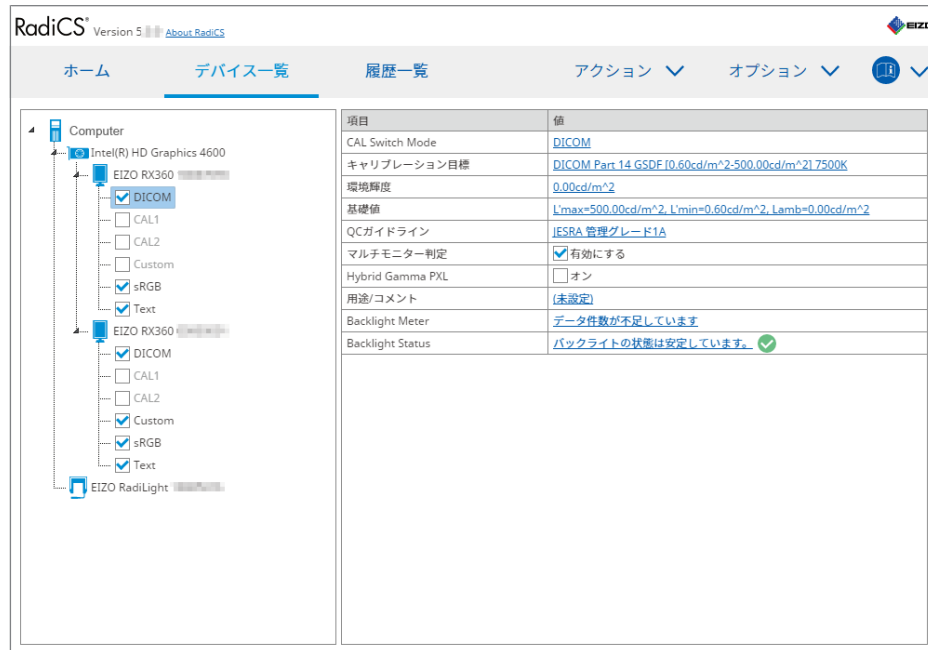 RadiCS® Version 5 About RadiCS
EIZO
ホーム デバイス一覧 履歴一覧 アクション オプション
Computer
Intel(R) HD Graphics 4600
EIZO RX360
DICOM
CAL1
CAL2
Custom
sRGB
Text
EIZO RX360
DICOM
CAL1
CAL2
Custom
sRGB
Text
EIZO RadiLight
項目 値
CAL Switch Mode DICOM
キャリブレーション目標 DICOM Part 14 GSDF [0.60cd/m^2-500.00cd/m^2] 7500K
環境輝度 0.00cd/m^2
基礎値 L'max=500.00cd/m^2, L'min=0.60cd/m^2, Lamb=0.00cd/m^2
QCガイドライン JESRA 管理グレード1A
マルチモニター判定 有効にする
Hybrid Gamma PXL オン
用途/コメント (未設定)
Backlight Meter データ件数が不足しています
Backlight Status バックライトの状態は安定しています。